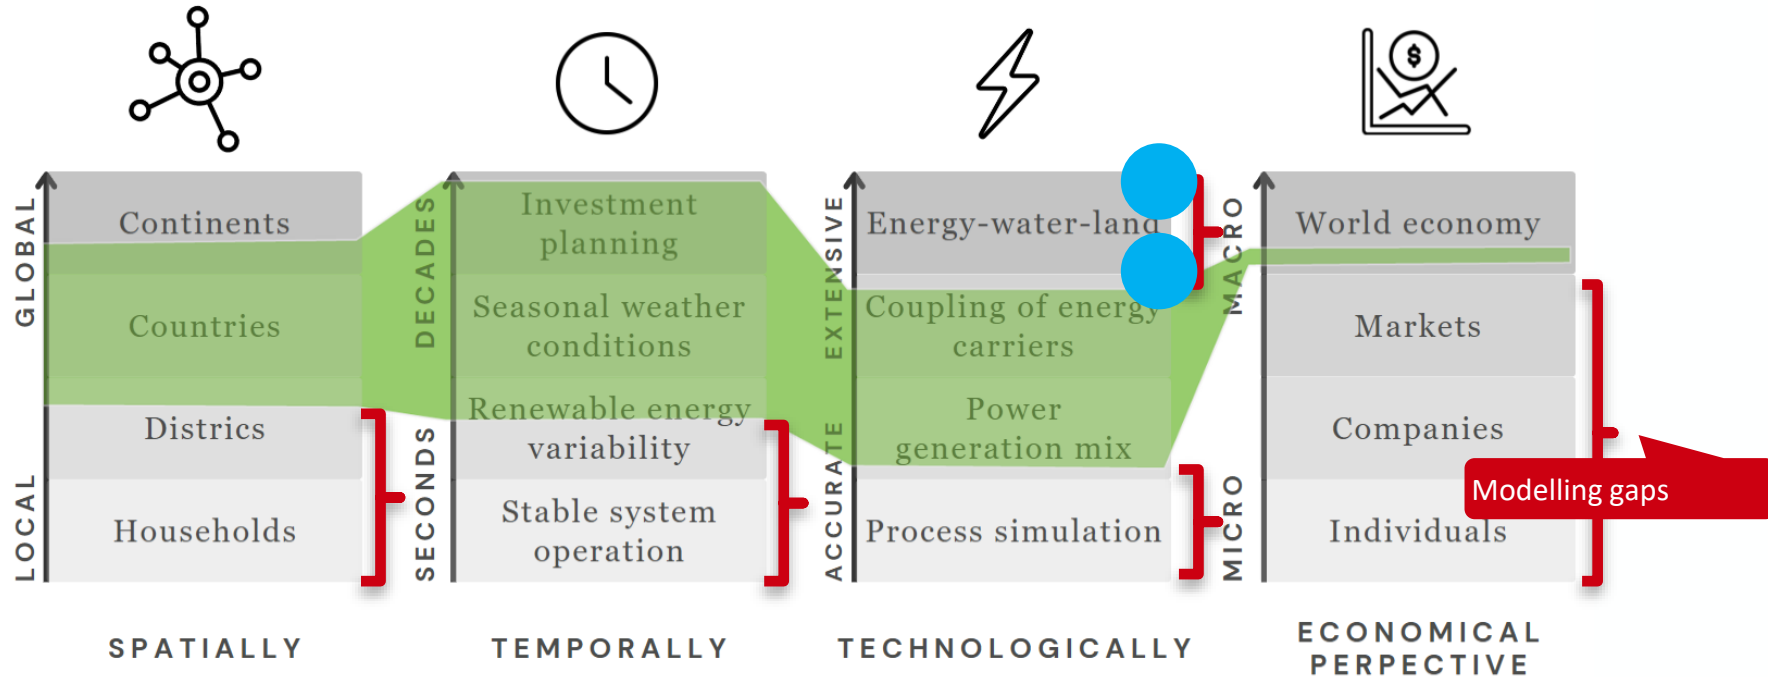 $
GLOBAL
LOCAL
Continents
Countries
Districs
Households
SPATIALLY
DECADES
SECONDS
Investment
planning
Seasonal weather
conditions
Renewable energy
variability
Stable system
operation
TEMPORALLY
EXTENSIVE
ACCURATE
Energy-water-land
Coupling of energy
carriers
Power
generation mix
Process simulation
TECHNOLOGICALLY
MACRO
MICRO
World economy
Markets
Companies
Individuals
ECONOMICAL
PERPECTIVE
Modelling gaps